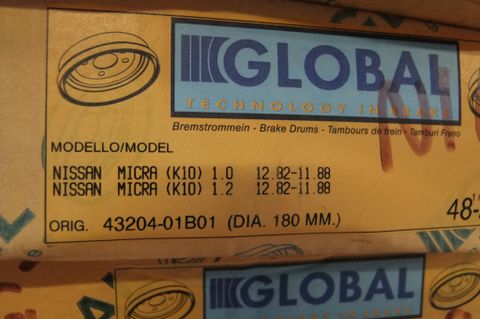 GLOBAL
TECHNOLOGY IN BRAKE
Bremstrommein - Brake Drums - Tambours de frein - Tamburi Freno
MODELLO/MODEL
NISSAN MICRA (K10) 1.0 12.82-11.88
NISSAN MICRA (K10) 1.2 12.82-11.88
ORIG. 43204-01B01 (DIA. 180 MM.)
48-
GLOBAL